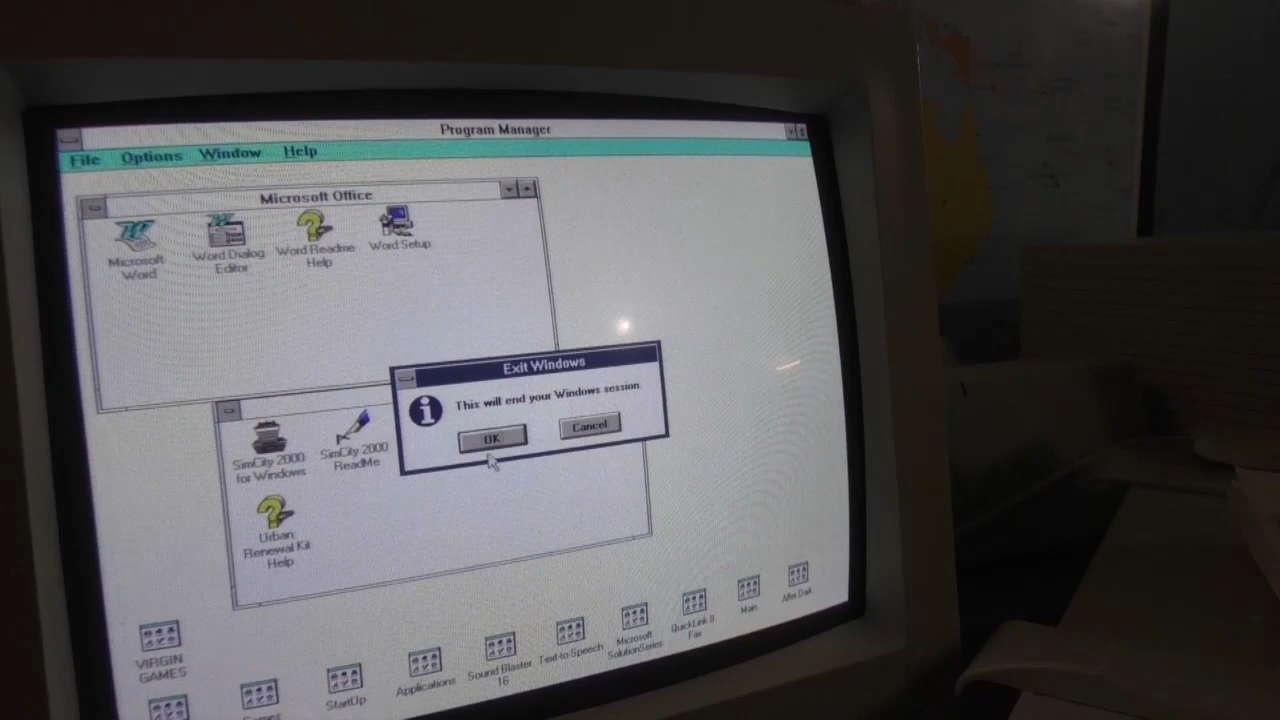 Program Manager
File Options Window Help
Microsoft Office
Microsoft
Word
Word Dialog
Editor
Word Readme
Help
Word Setup
Exit Windows
This will end your Windows session.
OK
Cancel
SimCity 2000
for Windows
SimCity 2000
ReadMe
Urban
Renewal Kit
Help
VIRGIN
GAMES
Games
StartUp
Applications
Sound Blaster
16
Text-to-Speech
Microsoft
SolutionSeries
QuickLink II
Fax
Main
After Dark